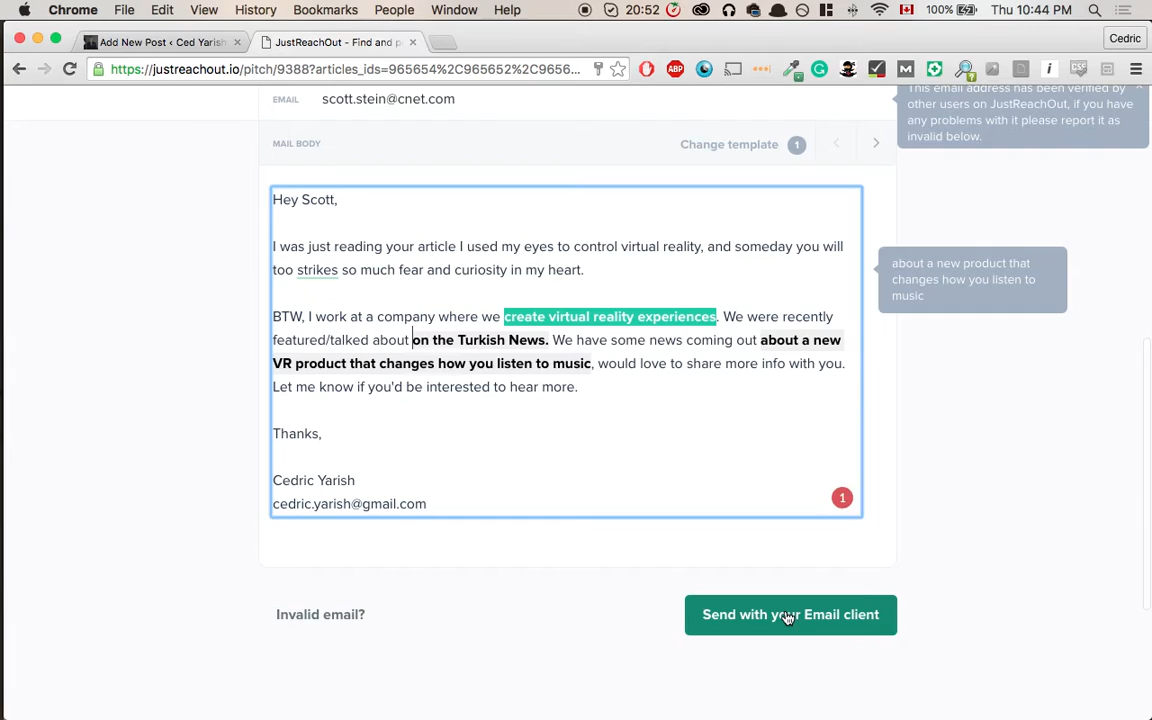 Chrome File Edit View History Bookmarks People Window Help 20:52 100% Thu 10:44 PM
Add New Post ‹ Ced Yarish
JustReachOut - Find and p
Cedric
https://justreachout.io/pitch/9388?articles_ids=965654%2C965652%2C9656...
EMAIL scott.stein@cnet.com
This email address has been verified by
other users on JustReachOut, if you have
any problems with it please report it as
invalid below.
MAIL BODY Change template 1
Hey Scott,
I was just reading your article I used my eyes to control virtual reality, and someday you will
too strikes so much fear and curiosity in my heart.
about a new product that
changes how you listen to
music
BTW, I work at a company where we create virtual reality experiences. We were recently
featured/talked about on the Turkish News. We have some news coming out about a new
VR product that changes how you listen to music, would love to share more info with you.
Let me know if you'd be interested to hear more.
Thanks,
Cedric Yarish
cedric.yarish@gmail.com
1
Invalid email? Send with your Email client